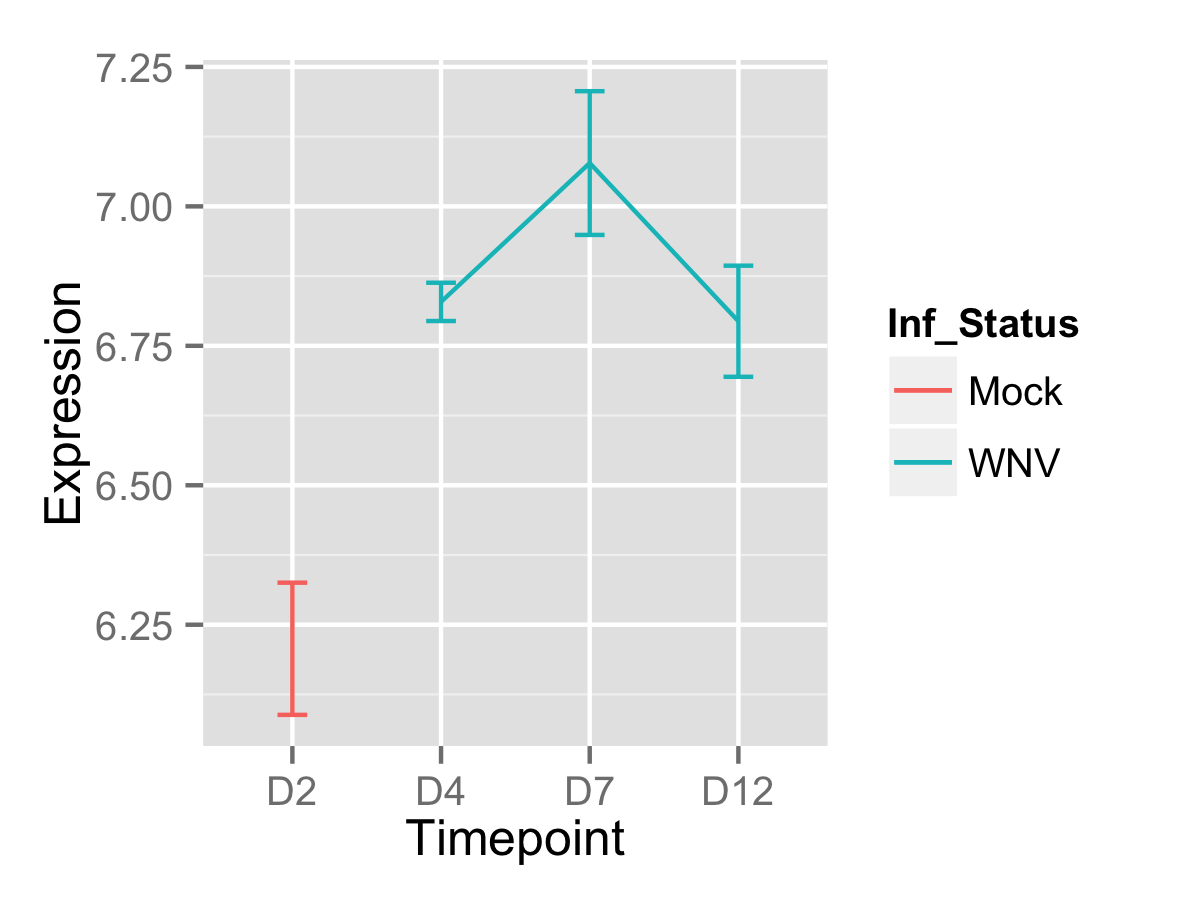 7.25
7.00
6.75
6.50
6.25
Expression
D2 D4 D7 D12
Timepoint
Inf_Status
Mock
WNV